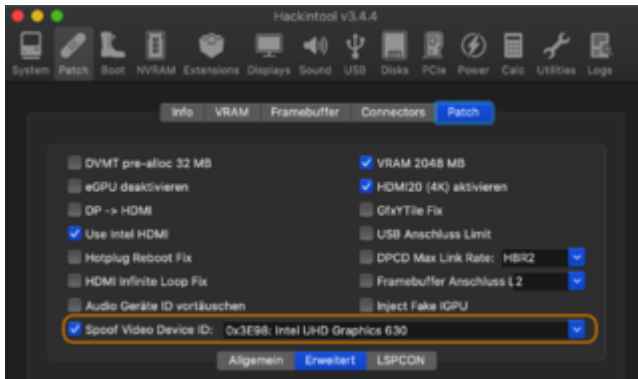 Hackintool v3.4.4
System Patch Boot NVRAM Extensions Displays Sound USB Disks PCIe Power Calc Utilities Logs
Info VRAM Framebuffer Connectors Patch
DVMT pre-alloc 32 MB
VRAM 2048 MB
eGPU deaktivieren
HDMI20 (4K) aktivieren
DP -> HDMI
GfxYTile Fix
Use Intel HDMI
USB Anschluss Limit
Hotplug Reboot Fix
DPCD Max Link Rate: HBR2
HDMI Infinite Loop Fix
Framebuffer Anschluss L 2
Audio Geräte ID vortäuschen
Inject Fake IGPU
Spoof Video Device ID: 0x3E98: Intel UHD Graphics 630
Allgemein Erweitert LSPCON